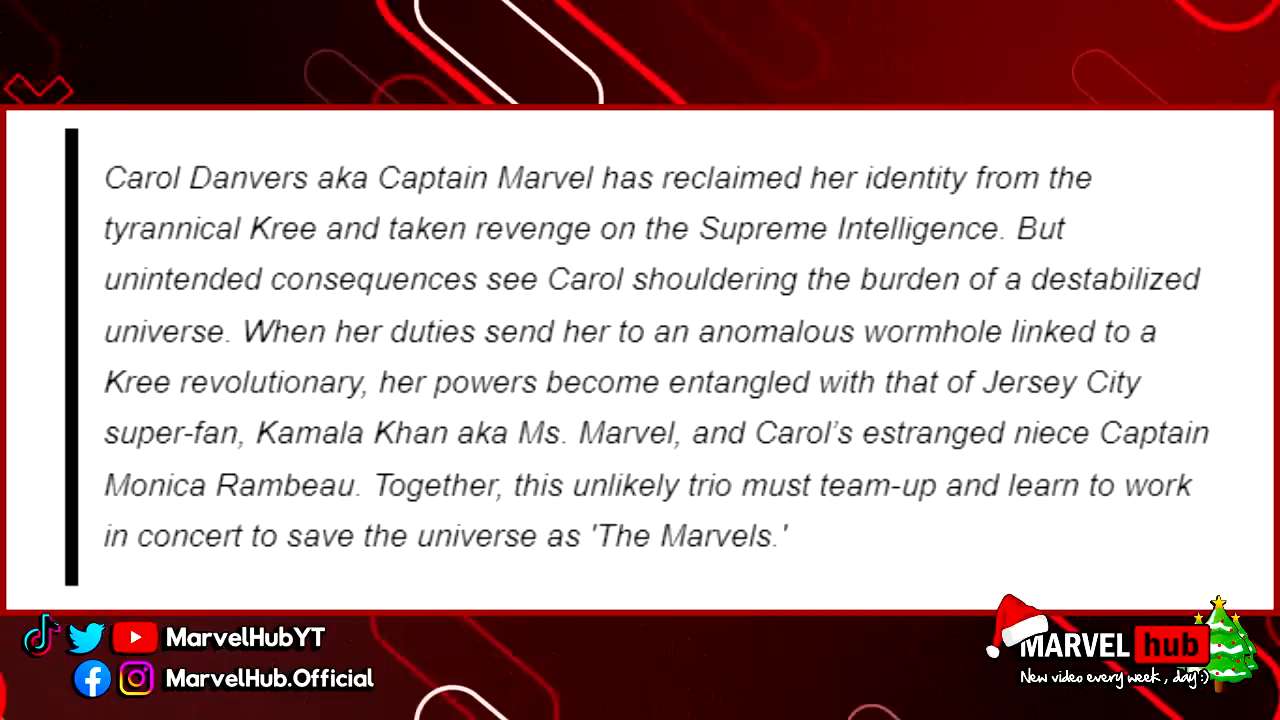 Carol Danvers aka Captain Marvel has reclaimed her identity from the
tyrannical Kree and taken revenge on the Supreme Intelligence. But
unintended consequences see Carol shouldering the burden of a destabilized
universe. When her duties send her to an anomalous wormhole linked to a
Kree revolutionary, her powers become entangled with that of Jersey City
super-fan, Kamala Khan aka Ms. Marvel, and Carol’s estranged niece Captain
Monica Rambeau. Together, this unlikely trio must team-up and learn to work
in concert to save the universe as 'The Marvels.'
MarvelHubYT
MarvelHub.Official
MARVEL hub
New video every week , day :)